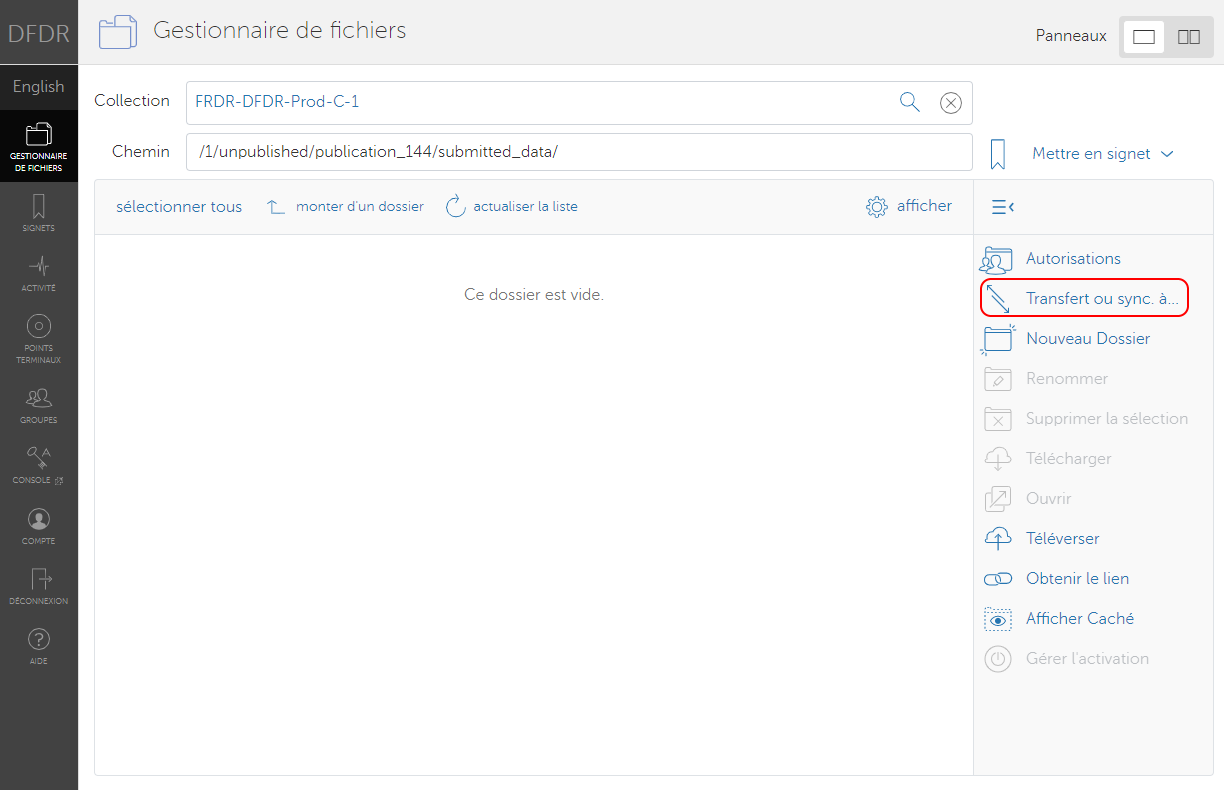 DFDR
Gestionnaire de fichiers
Panneaux
English
Collection
FRDR-DFDR-Prod-C-1
Chemin
/1/unpublished/publication_144/submitted_data/
Mettre en signet
GESTIONNAIRE
DE FICHIERS
SIGNETS
ACTIVITÉ
POINTS
TERMINAUX
GROUPES
CONSOLE
COMPTE
DÉCONNEXION
AIDE
sélectionner tous
monter d'un dossier
actualiser la liste
afficher
Ce dossier est vide.
Autorisations
Transfert ou sync. à...
Nouveau Dossier
Renommer
Supprimer la sélection
Télécharger
Ouvrir
Téléverser
Obtenir le lien
Afficher Caché
Gérer l'activation